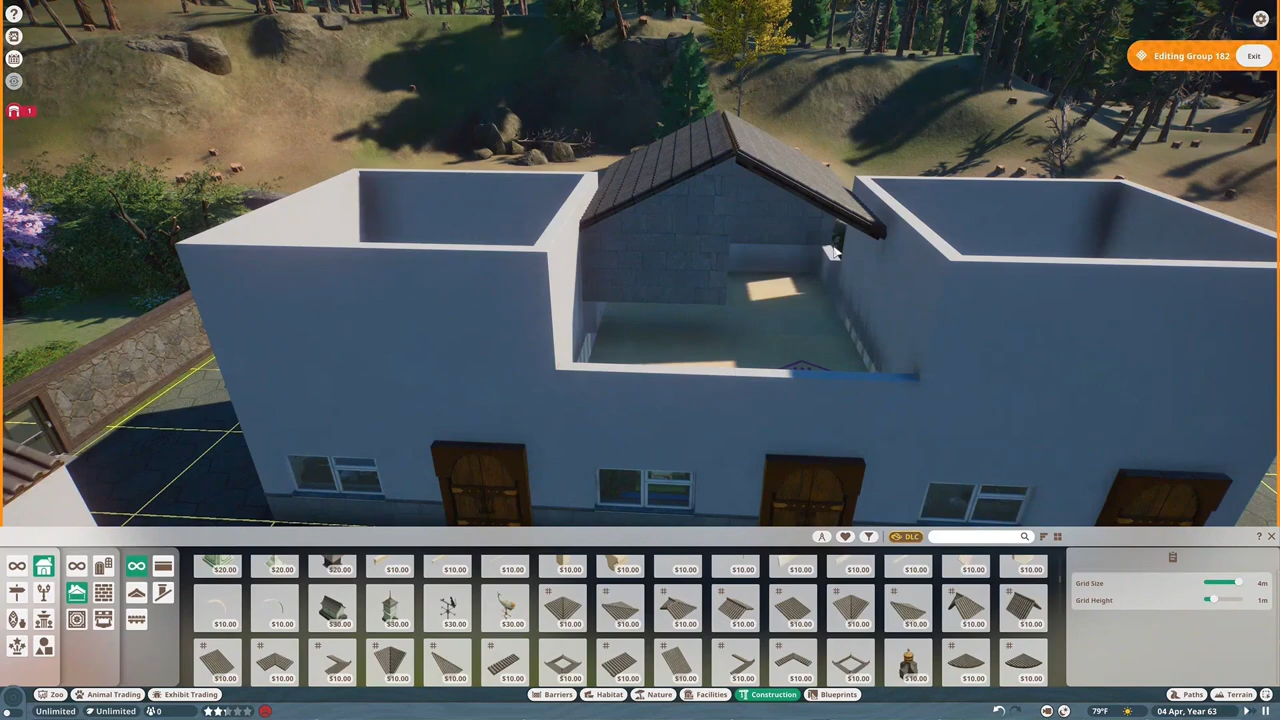 ?
Editing Group 182
Exit
1
DLC
?
$20.00 $20.00 $20.00 $10.00 $10.00 $10.00 $10.00 $10.00 $10.00 $10.00 $10.00 $10.00 $10.00 $10.00 $10.00
Grid Size 4m
Grid Height 1m
$10.00 $10.00 $30.00 $30.00 $30.00 $30.00 $10.00 $10.00 $10.00 $10.00 $10.00 $10.00 $10.00 $10.00 $10.00
$10.00 $10.00 $10.00 $10.00 $10.00 $10.00 $10.00 $10.00 $10.00 $10.00 $10.00 $10.00 $10.00 $10.00 $10.00
Zoo Animal Trading Exhibit Trading Barriers Habitat Nature Facilities Construction Blueprints Paths Terrain
Unlimited Unlimited 0 79°F 04 Apr, Year 63